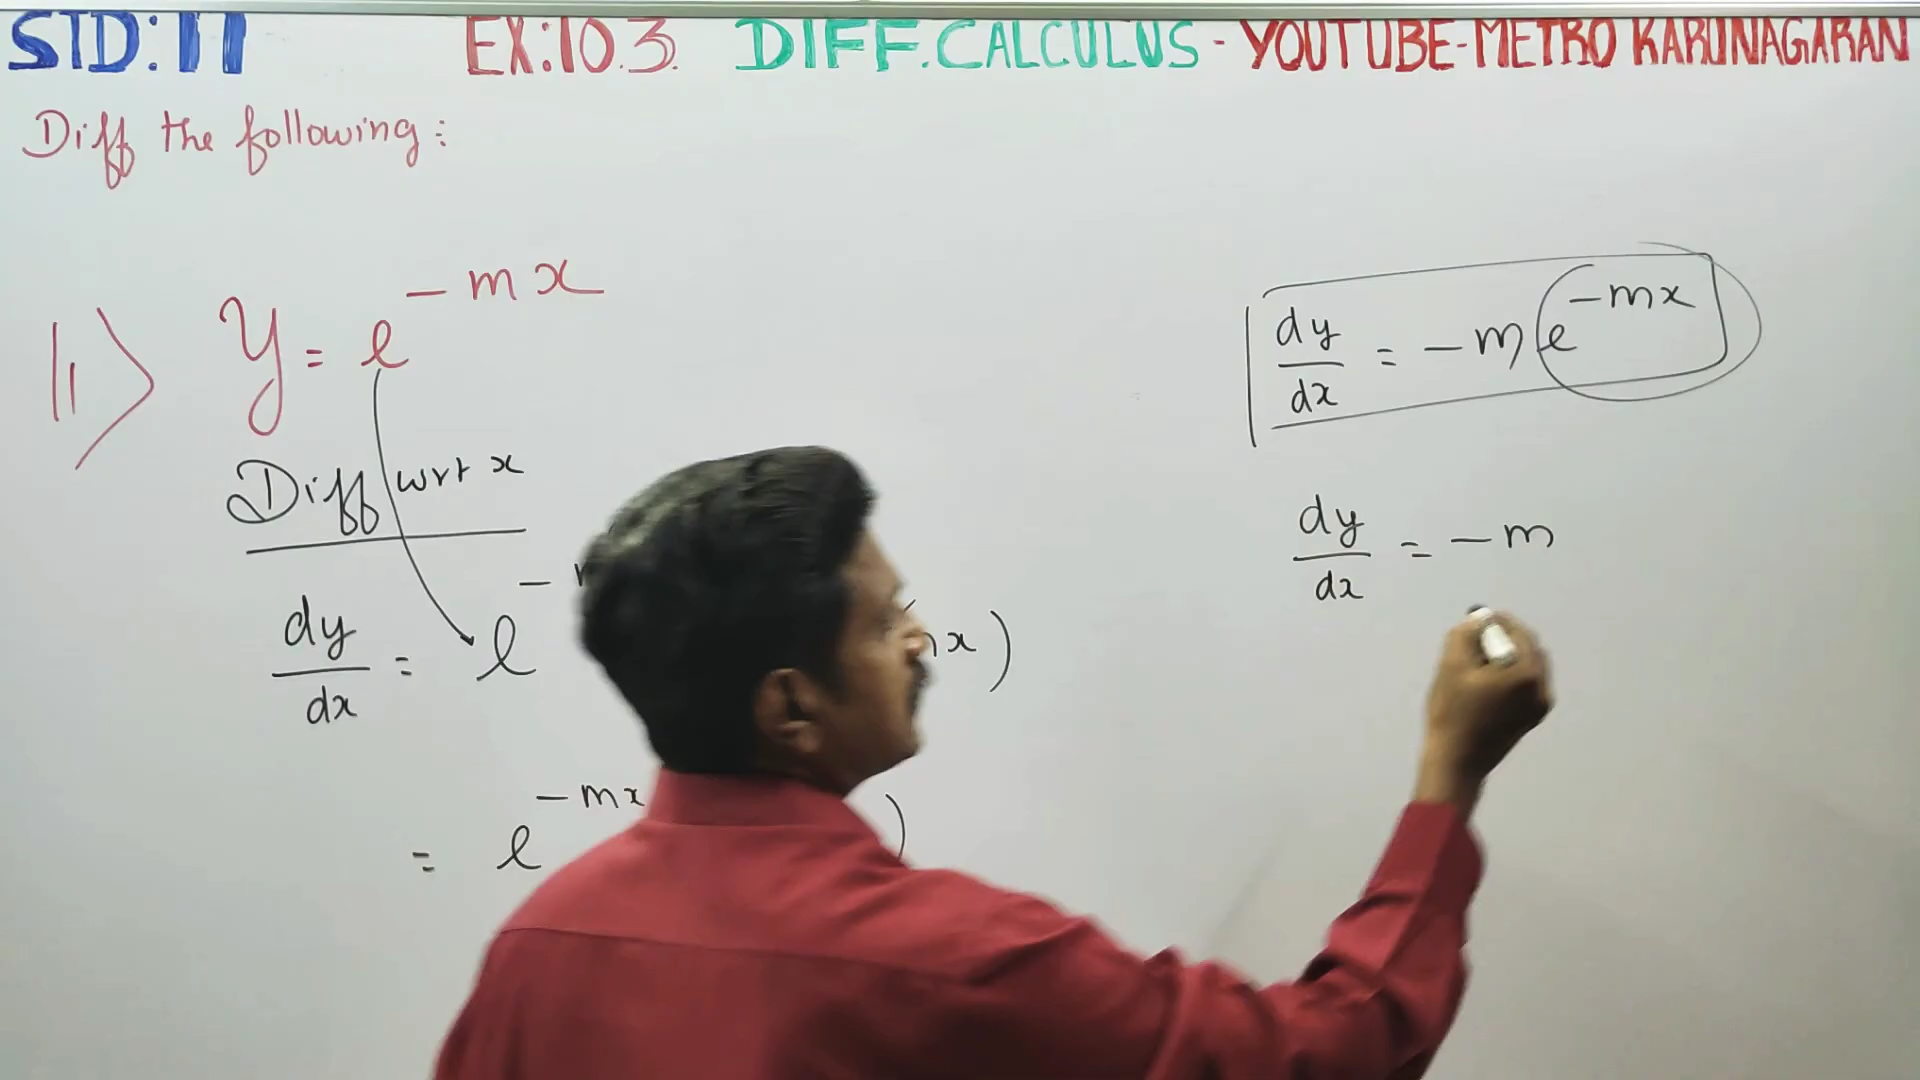 STD: 11 EX: 10.3. DIFF. CALCULUS - YOUTUBE-METRO KARUNAGARAN
Diff the following:
11) y = e^{-mx}
Diff wrt x
dy/dx = e^{- x)
= e^{-mx} )
dy/dx = -m e^{-mx}
dy/dx = -m